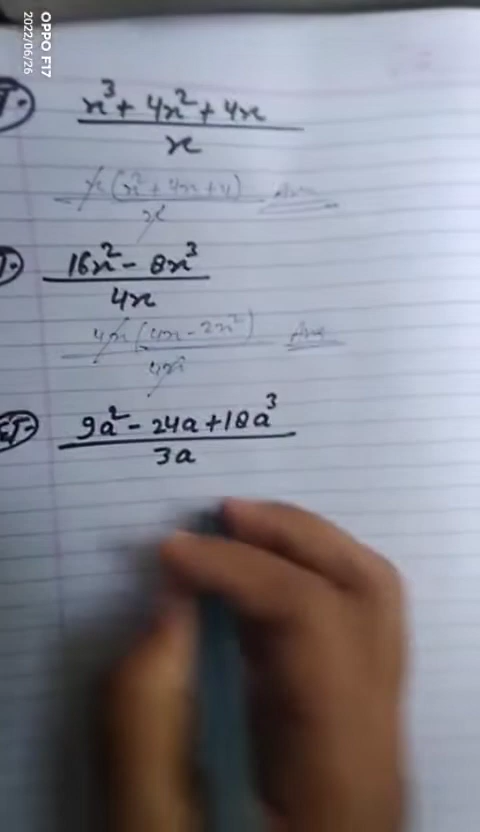 OPPO F17
2022/06/26
x³ + 4x² + 4x
x
x(x² + 4x + 4) Ans
x
16x² - 8x³
4x
4x(4x - 2x²) Ans
4x
9a² - 24a + 18a³
3a